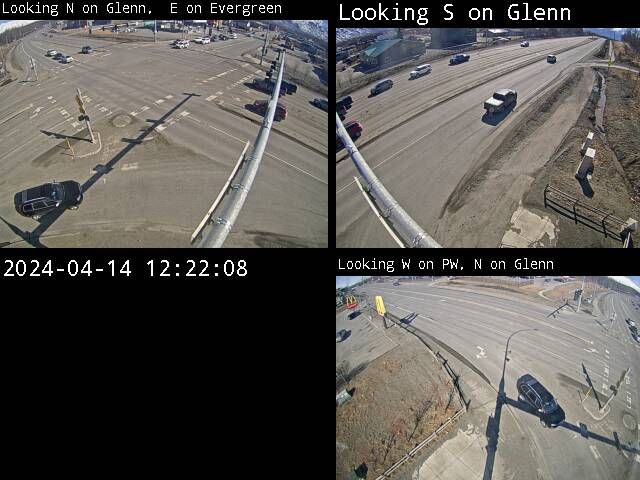 Looking N on Glenn, E on Evergreen
Looking S on Glenn
2024-04-14 12:22:08
Looking W on PW, N on Glenn